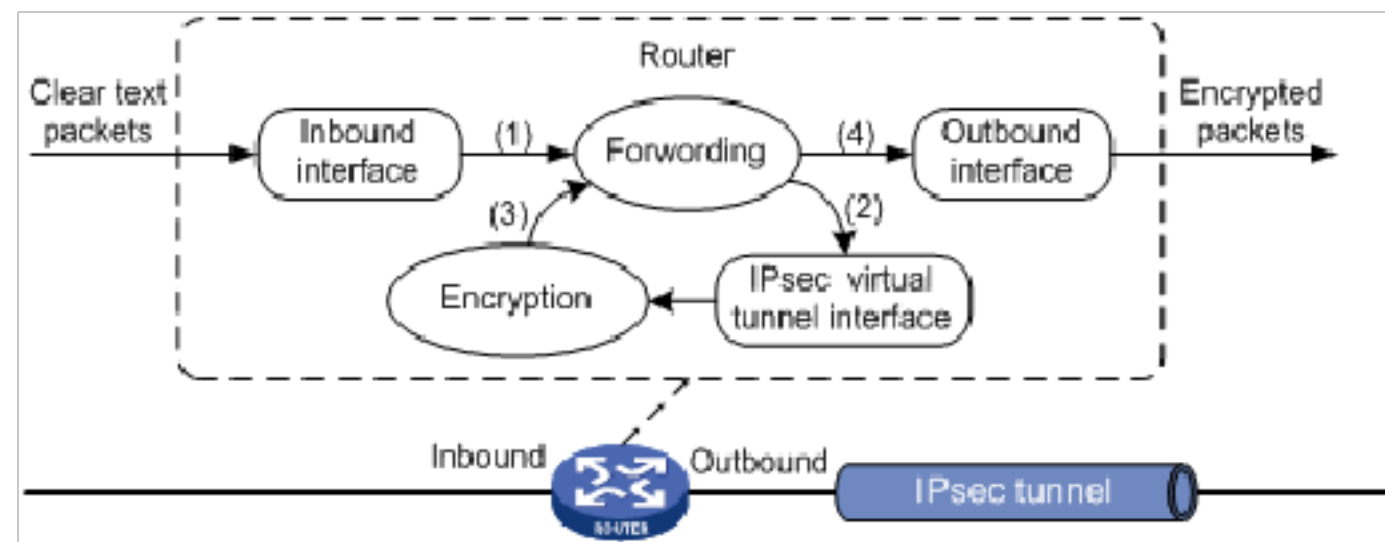 Router
Clear text
packets
Inbound
interface
(1)
Forwording
(4)
Outbound
interface
Encrypted
packets
(3)
(2)
Encryption
IPsec virtual
tunnel interface
Inbound
Outbound
IPsec tunnel
ROUTER